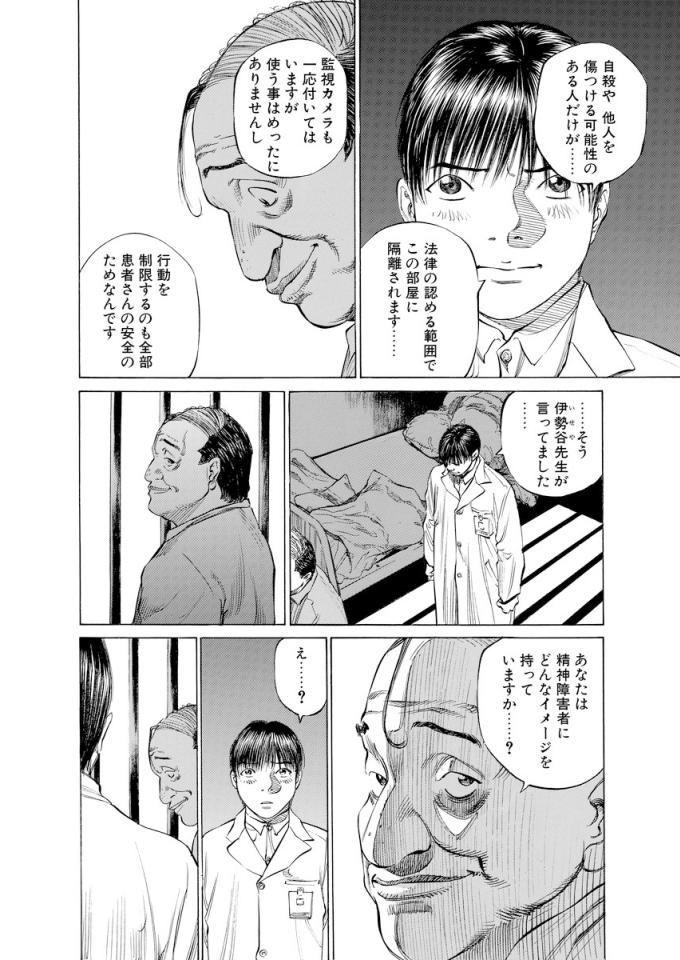 自殺や 他人を
傷つける可能性の
ある人だけが……
法律の認める範囲で
この部屋に
隔離されます……
監視カメラも
一応付いては
いますが
使う事はめったに
ありませんし
行動を
制限するのも全部
患者さんの安全の
ためなんです
……そう
伊勢谷先生が
いせや
言ってました
……
あなたは
精神障害者に
どんなイメージを
持って
いますか……?
え……?